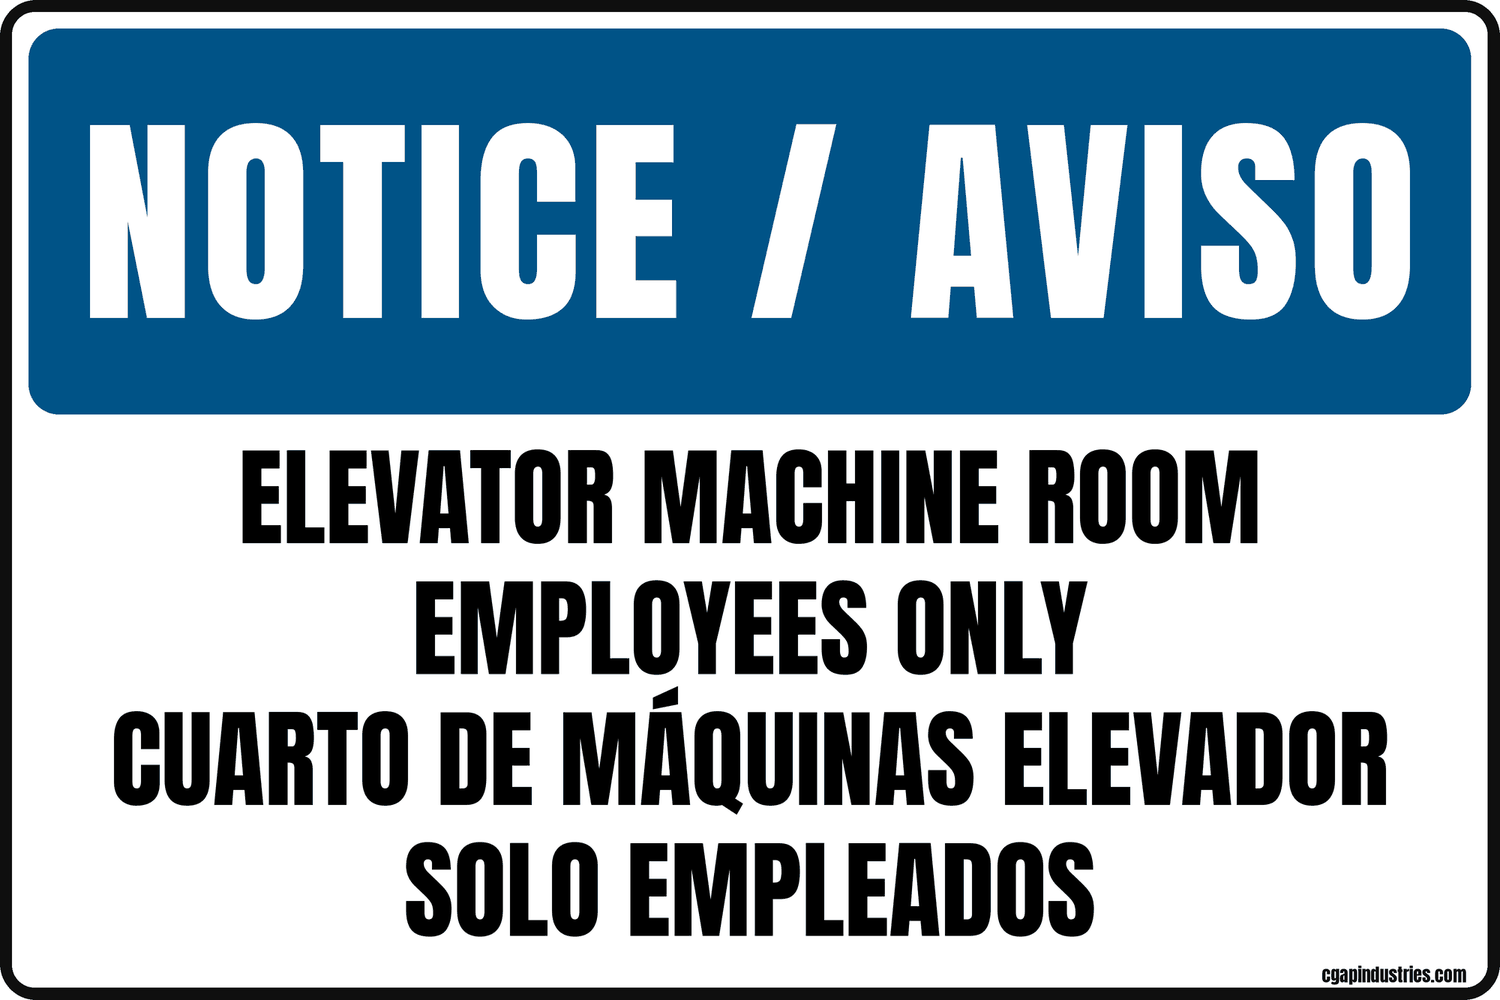 NOTICE / AVISO
ELEVATOR MACHINE ROOM
EMPLOYEES ONLY
CUARTO DE MÁQUINAS ELEVADOR
SOLO EMPLEADOS
cgapindustries.com